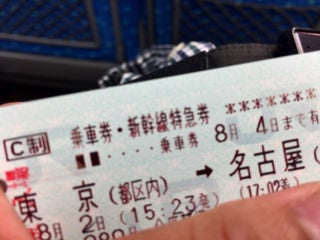 C制 乗車券・新幹線特急券 *******
■■・・・・乗車券 8月 4日まで有
東 京(都区内) → 名古屋(
8月 2日(15:23発) (17:02着)